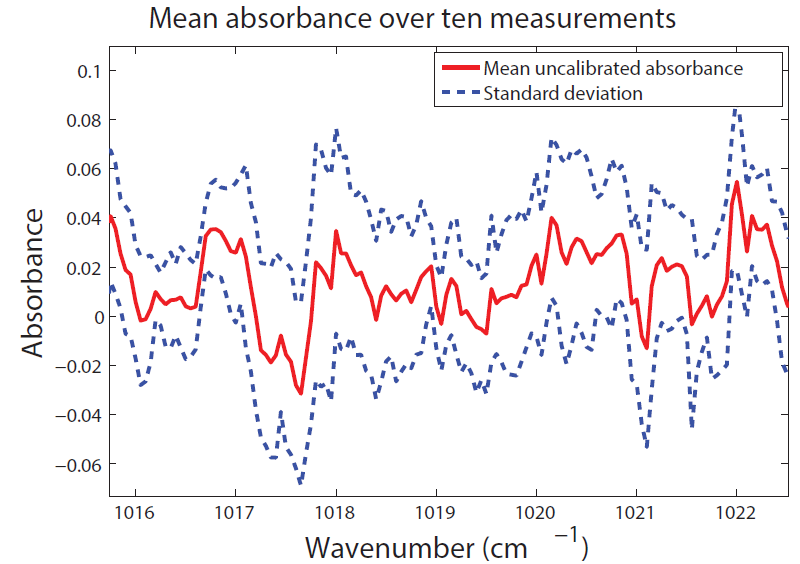 Mean absorbance over ten measurements
Mean uncalibrated absorbance
Standard deviation
0.1
0.08
0.06
0.04
0.02
0
−0.02
−0.04
−0.06
Absorbance
1016 1017 1018 1019 1020 1021 1022
Wavenumber (cm ⁻¹)